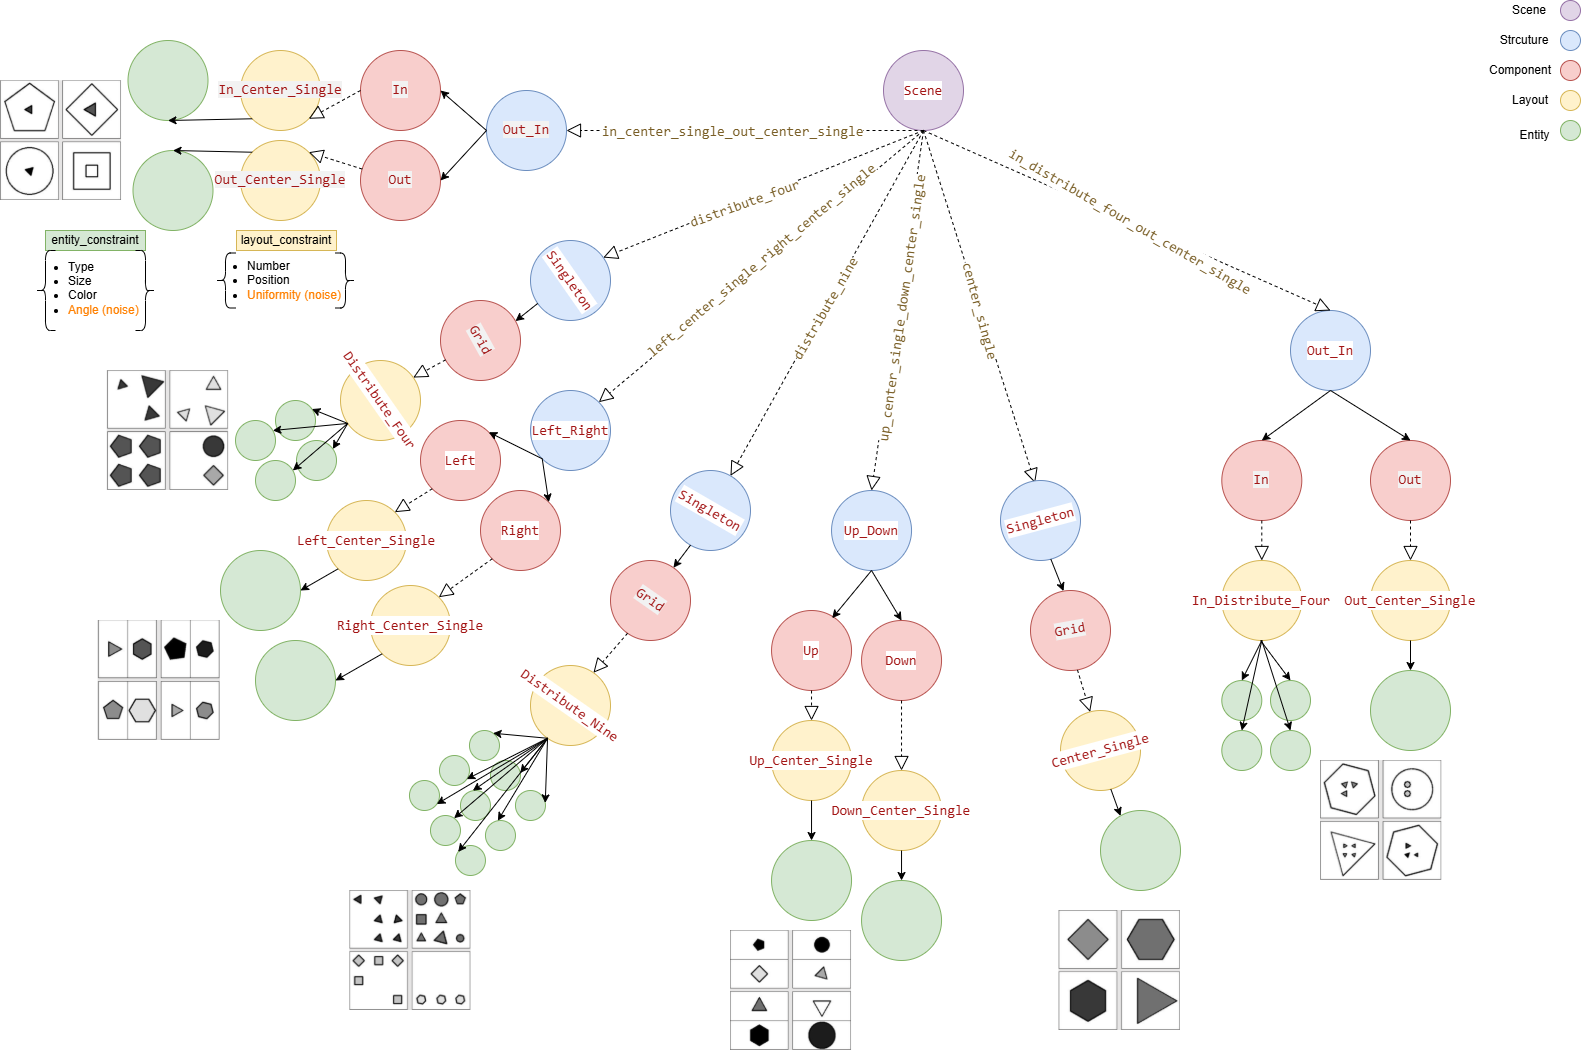 Scene
Strcuture
Component
Layout
Entity
Scene
in_center_single_out_center_single
Out_In
In
In_Center_Single
Out
Out_Center_Single
entity_constraint
Type
Size
Color
Angle (noise)
layout_constraint
Number
Position
Uniformity (noise)
distribute_four
Singleton
Grid
Distribute_Four
left_center_single_right_center_single
Left_Right
Left
Left_Center_Single
Right
Right_Center_Single
distribute_nine
Singleton
Grid
Distribute_Nine
up_center_single_down_center_single
Up_Down
Up
Up_Center_Single
Down
Down_Center_Single
center_single
Singleton
Grid
Center_Single
in_distribute_four_out_center_single
Out_In
In
Out
In_Distribute_Four
Out_Center_Single